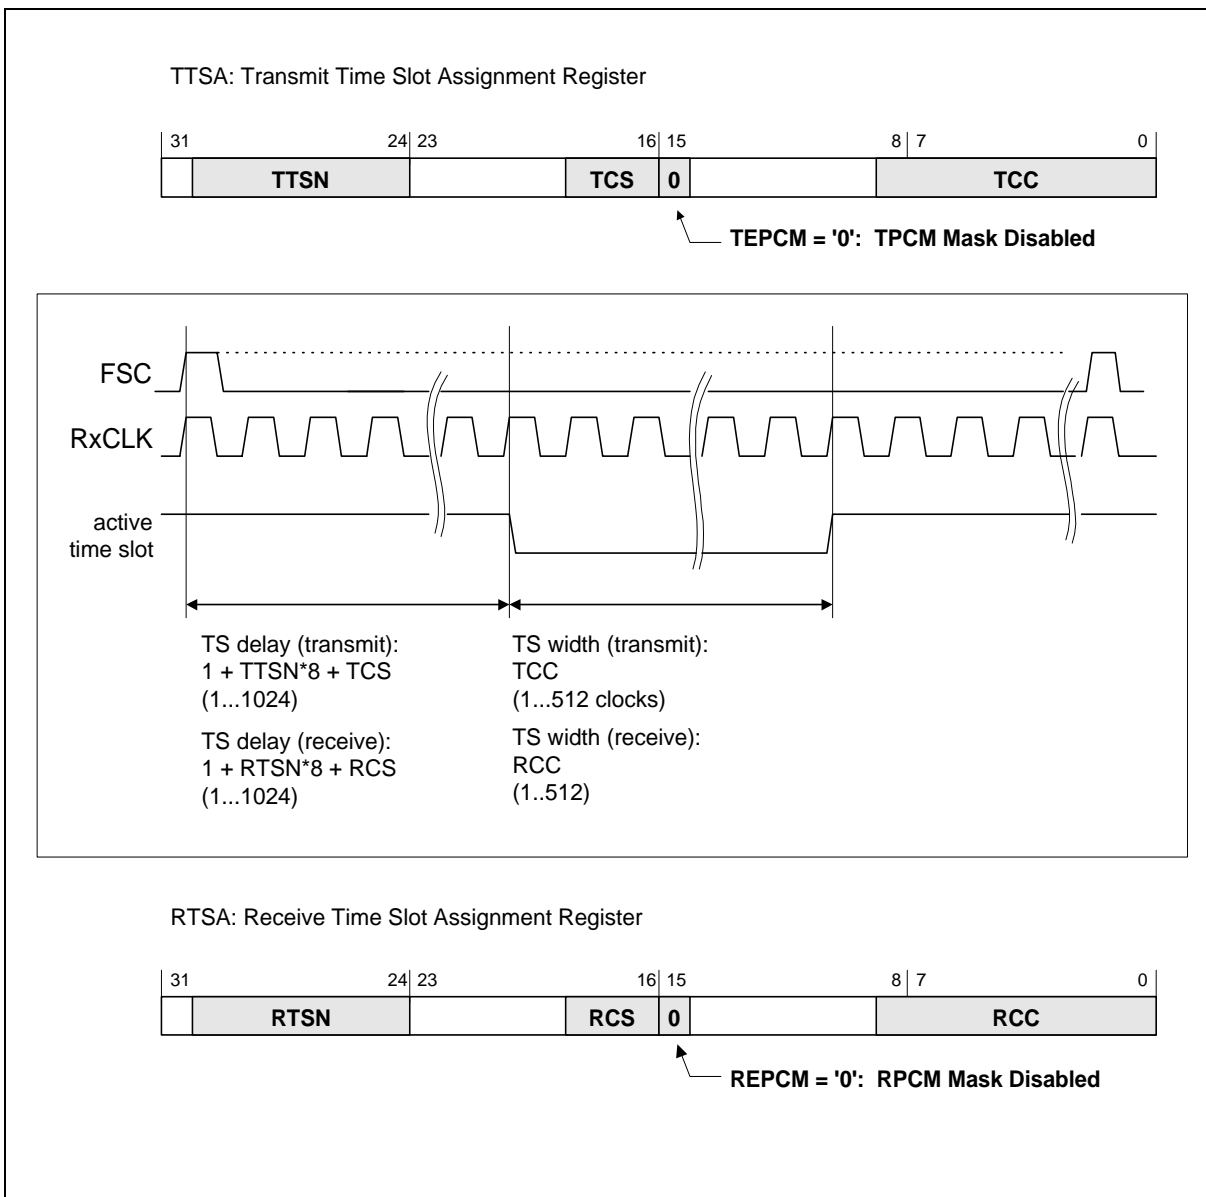 TTSA: Transmit Time Slot Assignment Register
31 24 23 16 15 8 7 0
TTSN TCS 0 TCC
TEPCM = '0': TPCM Mask Disabled
FSC
RxCLK
active
time slot
TS delay (transmit):
1 + TTSN*8 + TCS
(1...1024)
TS width (transmit):
TCC
(1...512 clocks)
TS delay (receive):
1 + RTSN*8 + RCS
(1...1024)
TS width (receive):
RCC
(1..512)
RTSA: Receive Time Slot Assignment Register
31 24 23 16 15 8 7 0
RTSN RCS 0 RCC
REPCM = '0': RPCM Mask Disabled